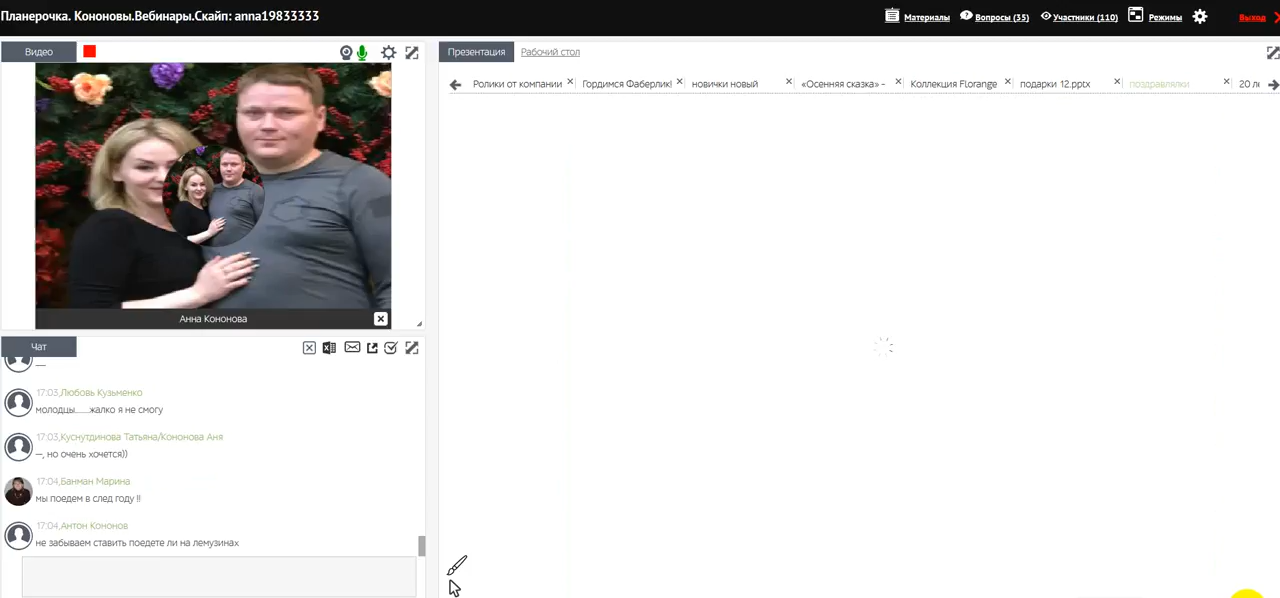 Планерочка. Кононовы.Вебинары.Скайп: anna19833333
Материалы Вопросы (35) Участники (110) Режимы Выход
Видео
Презентация Рабочий стол
Ролики от компании Гордимся Фаберлик! новички новый «Осенняя сказка» - Коллекция Florange подарки 12.pptx поздравлялки 20 ле
Анна Кононова
Чат
17:03,Любовь Кузьменко
молодцы.......жалко я не смогу
17:03,Куснутдинова Татьяна/Кононова Аня
—, но очень хочется))
17:04,Банман Марина
мы поедем в след году !!
17:04,Антон Кононов
не забываем ставить поедете ли на лемузинах